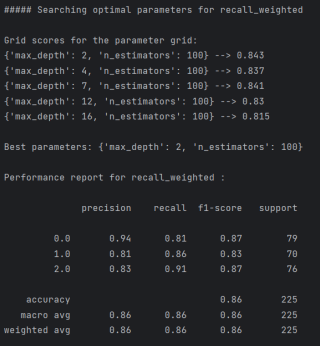 ##### Searching optimal parameters for recall_weighted
Grid scores for the parameter grid:
{'max_depth': 2, 'n_estimators': 100} --> 0.843
{'max_depth': 4, 'n_estimators': 100} --> 0.837
{'max_depth': 7, 'n_estimators': 100} --> 0.841
{'max_depth': 12, 'n_estimators': 100} --> 0.83
{'max_depth': 16, 'n_estimators': 100} --> 0.815
Best parameters: {'max_depth': 2, 'n_estimators': 100}
Performance report for recall_weighted :
precision recall f1-score support
0.0 0.94 0.81 0.87 79
1.0 0.81 0.86 0.83 70
2.0 0.83 0.91 0.87 76
accuracy 0.86 225
macro avg 0.86 0.86 0.86 225
weighted avg 0.86 0.86 0.86 225